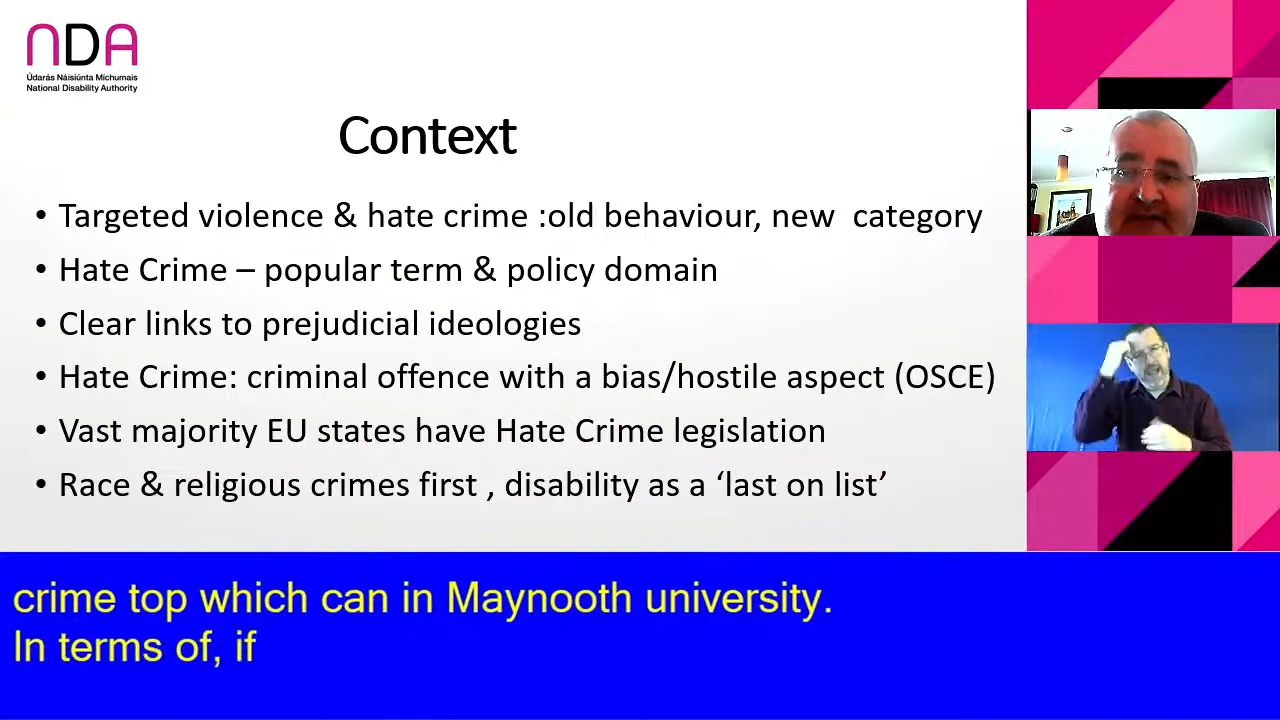 NDA
Údarás Náisiúnta Míchumais
National Disability Authority
Context
• Targeted violence & hate crime :old behaviour, new  category
• Hate Crime – popular term & policy domain
• Clear links to prejudicial ideologies
• Hate Crime: criminal offence with a bias/hostile aspect (OSCE)
• Vast majority EU states have Hate Crime legislation
• Race & religious crimes first , disability as a ‘last on list’
crime top which can in Maynooth university.
In terms of, if